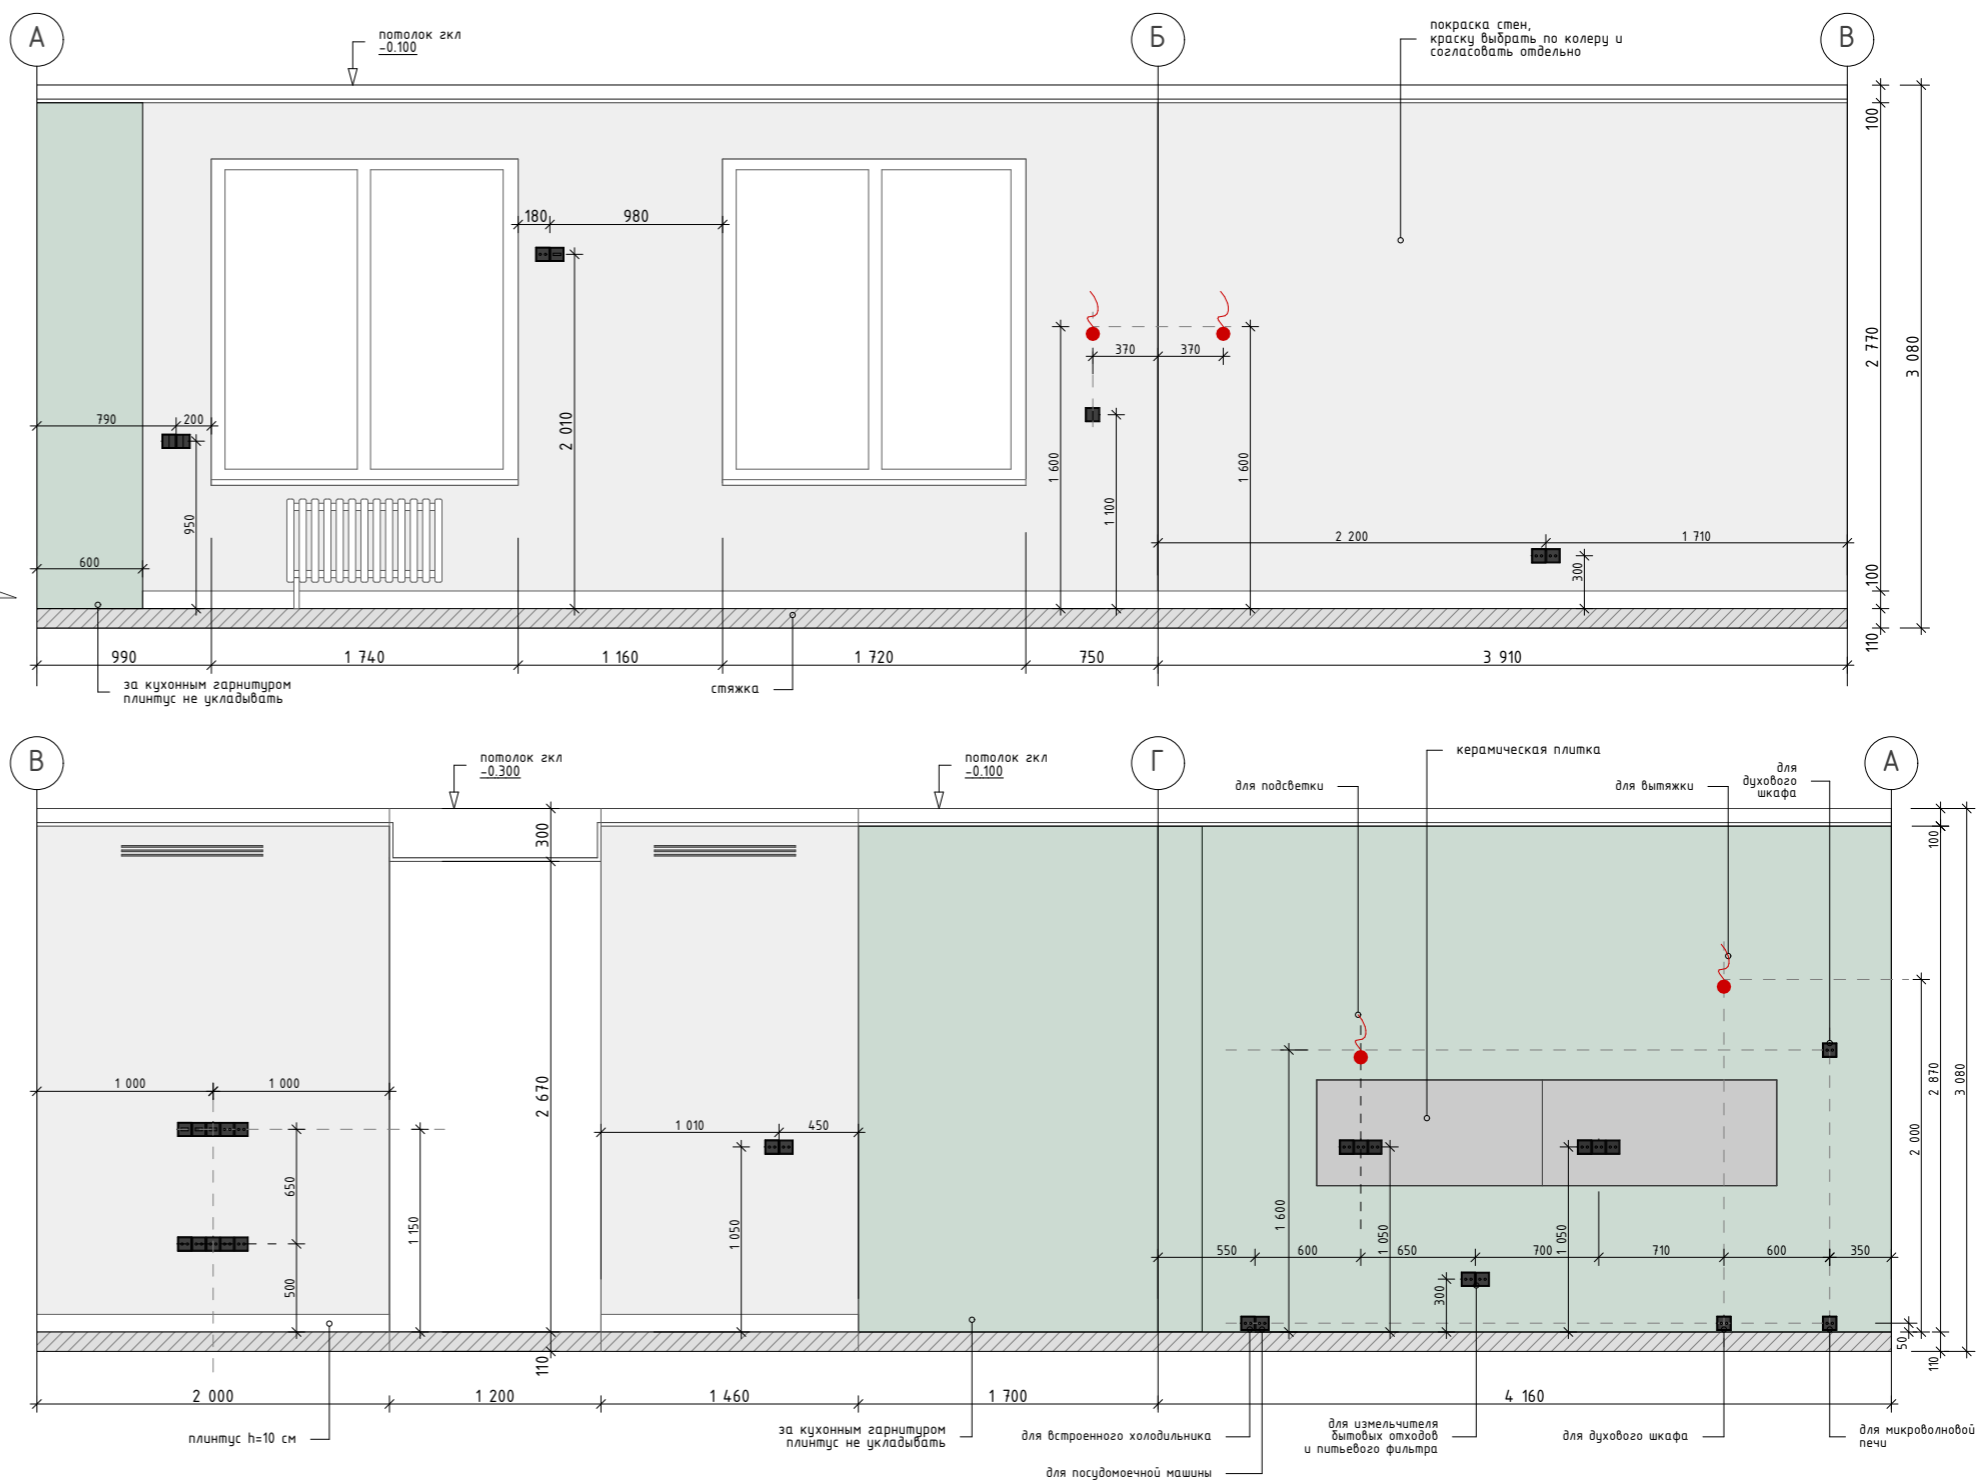 А
Б
В
потолок гкл
-0.100
покраска стен,
краску выбрать по колеру и
согласовать отдельно
180
980
100
2 770
3 080
370
370
790
200
2 010
1 600
1 600
950
1 100
600
2 200
1 710
300
100
110
990
1 740
1 160
1 720
750
3 910
за кухонным гарнитуром
плинтус не укладывать
стяжка
В
Г
А
потолок гкл
-0.300
потолок гкл
-0.100
керамическая плитка
для подсветки
для вытяжки
для
духового
шкафа
300
100
2 870
3 080
1 000
1 000
2 670
1 010
450
2 000
650
1 150
1 050
1 600
1 050
1 050
550
600
650
700
710
600
350
500
300
50
110
110
2 000
1 200
1 460
1 700
4 160
плинтус h=10 см
за кухонным гарнитуром
плинтус не укладывать
для встроенного холодильника
для посудомоечной машины
для измельчителя
бытовых отходов
и питьевого фильтра
для духового шкафа
для микроволновой
печи